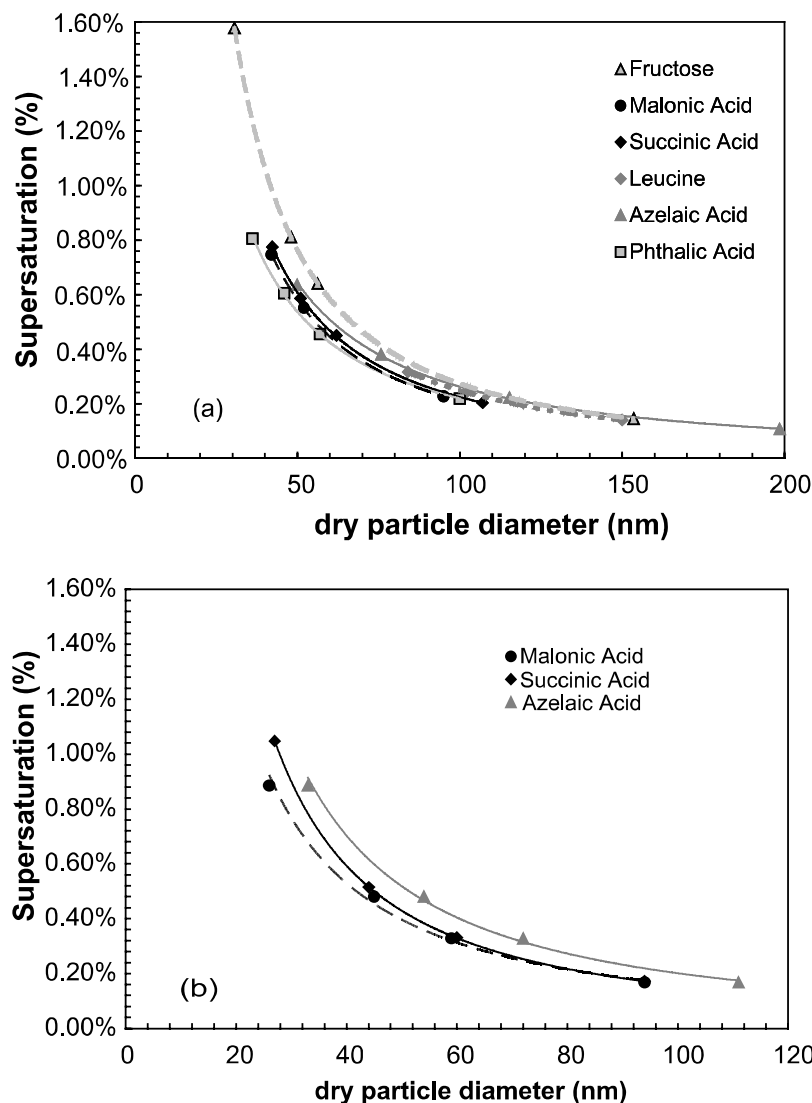 1.60%
1.40%
1.20%
1.00%
0.80%
0.60%
0.40%
0.20%
0.00%
Supersaturation (%)
Fructose
Malonic Acid
Succinic Acid
Leucine
Azelaic Acid
Phthalic Acid
(a)
0 50 100 150 200
dry particle diameter (nm)
1.60%
1.40%
1.20%
1.00%
0.80%
0.60%
0.40%
0.20%
0.00%
Supersaturation (%)
Malonic Acid
Succinic Acid
Azelaic Acid
(b)
0 20 40 60 80 100 120
dry particle diameter (nm)